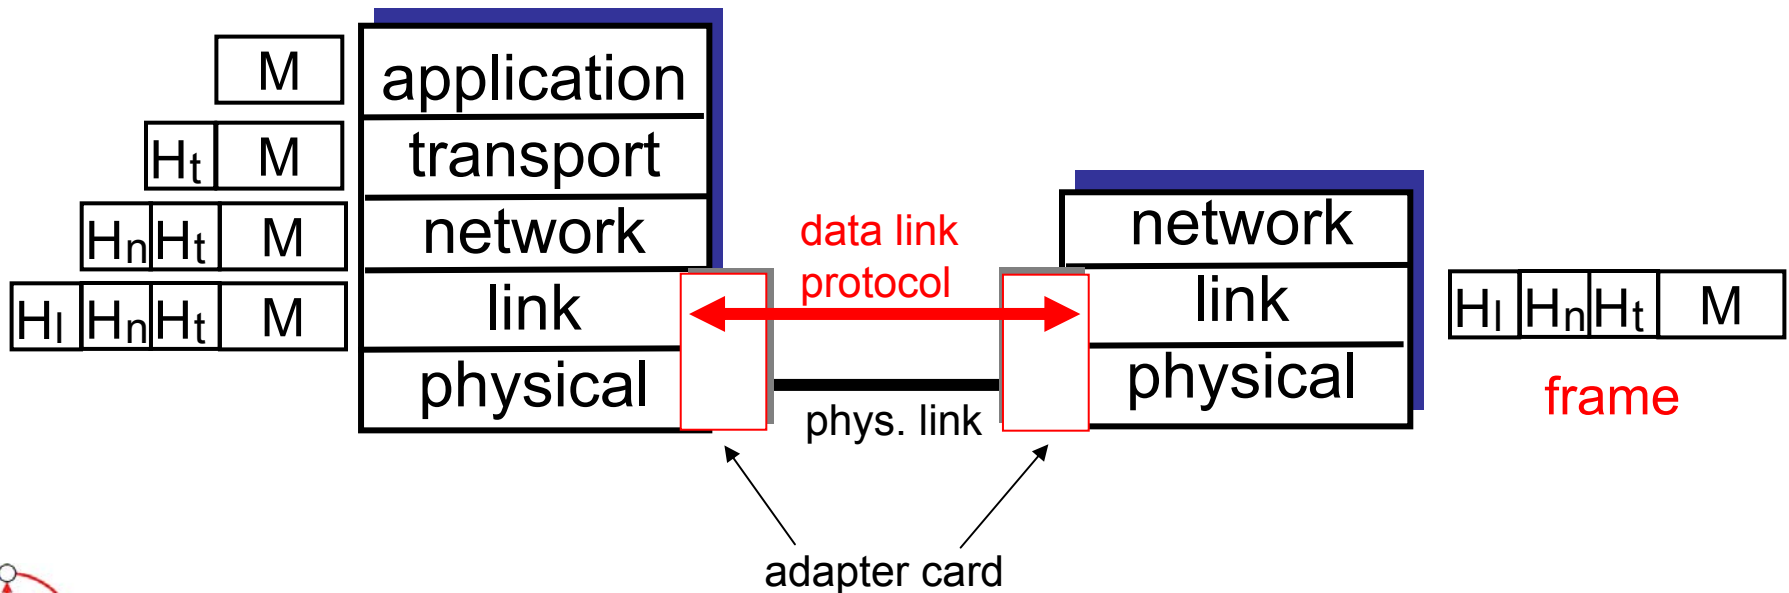 M application
Ht M transport
Hn Ht M network
Hl Hn Ht M link
physical
data link
protocol
phys. link
adapter card
network
link
physical
Hl Hn Ht M
frame